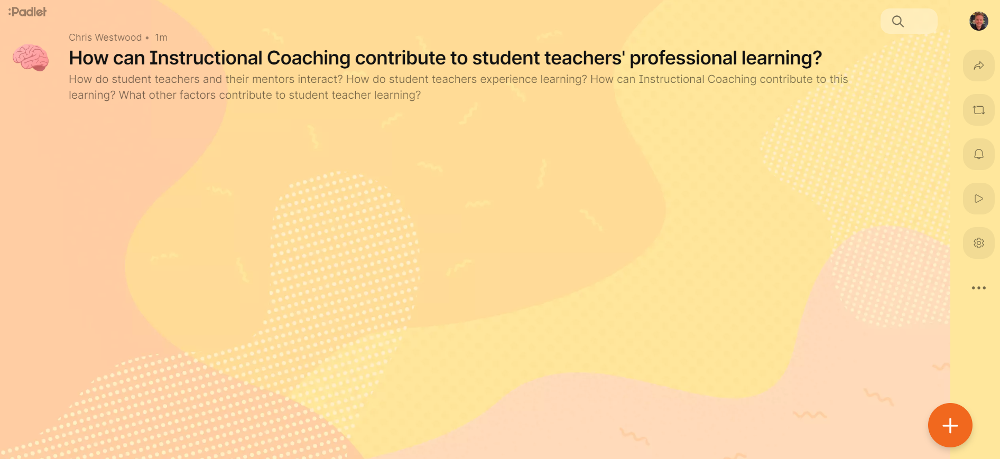 :Padlet
Chris Westwood • 1m
How can Instructional Coaching contribute to student teachers' professional learning?
How do student teachers and their mentors interact? How do student teachers experience learning? How can Instructional Coaching contribute to this
learning? What other factors contribute to student teacher learning?